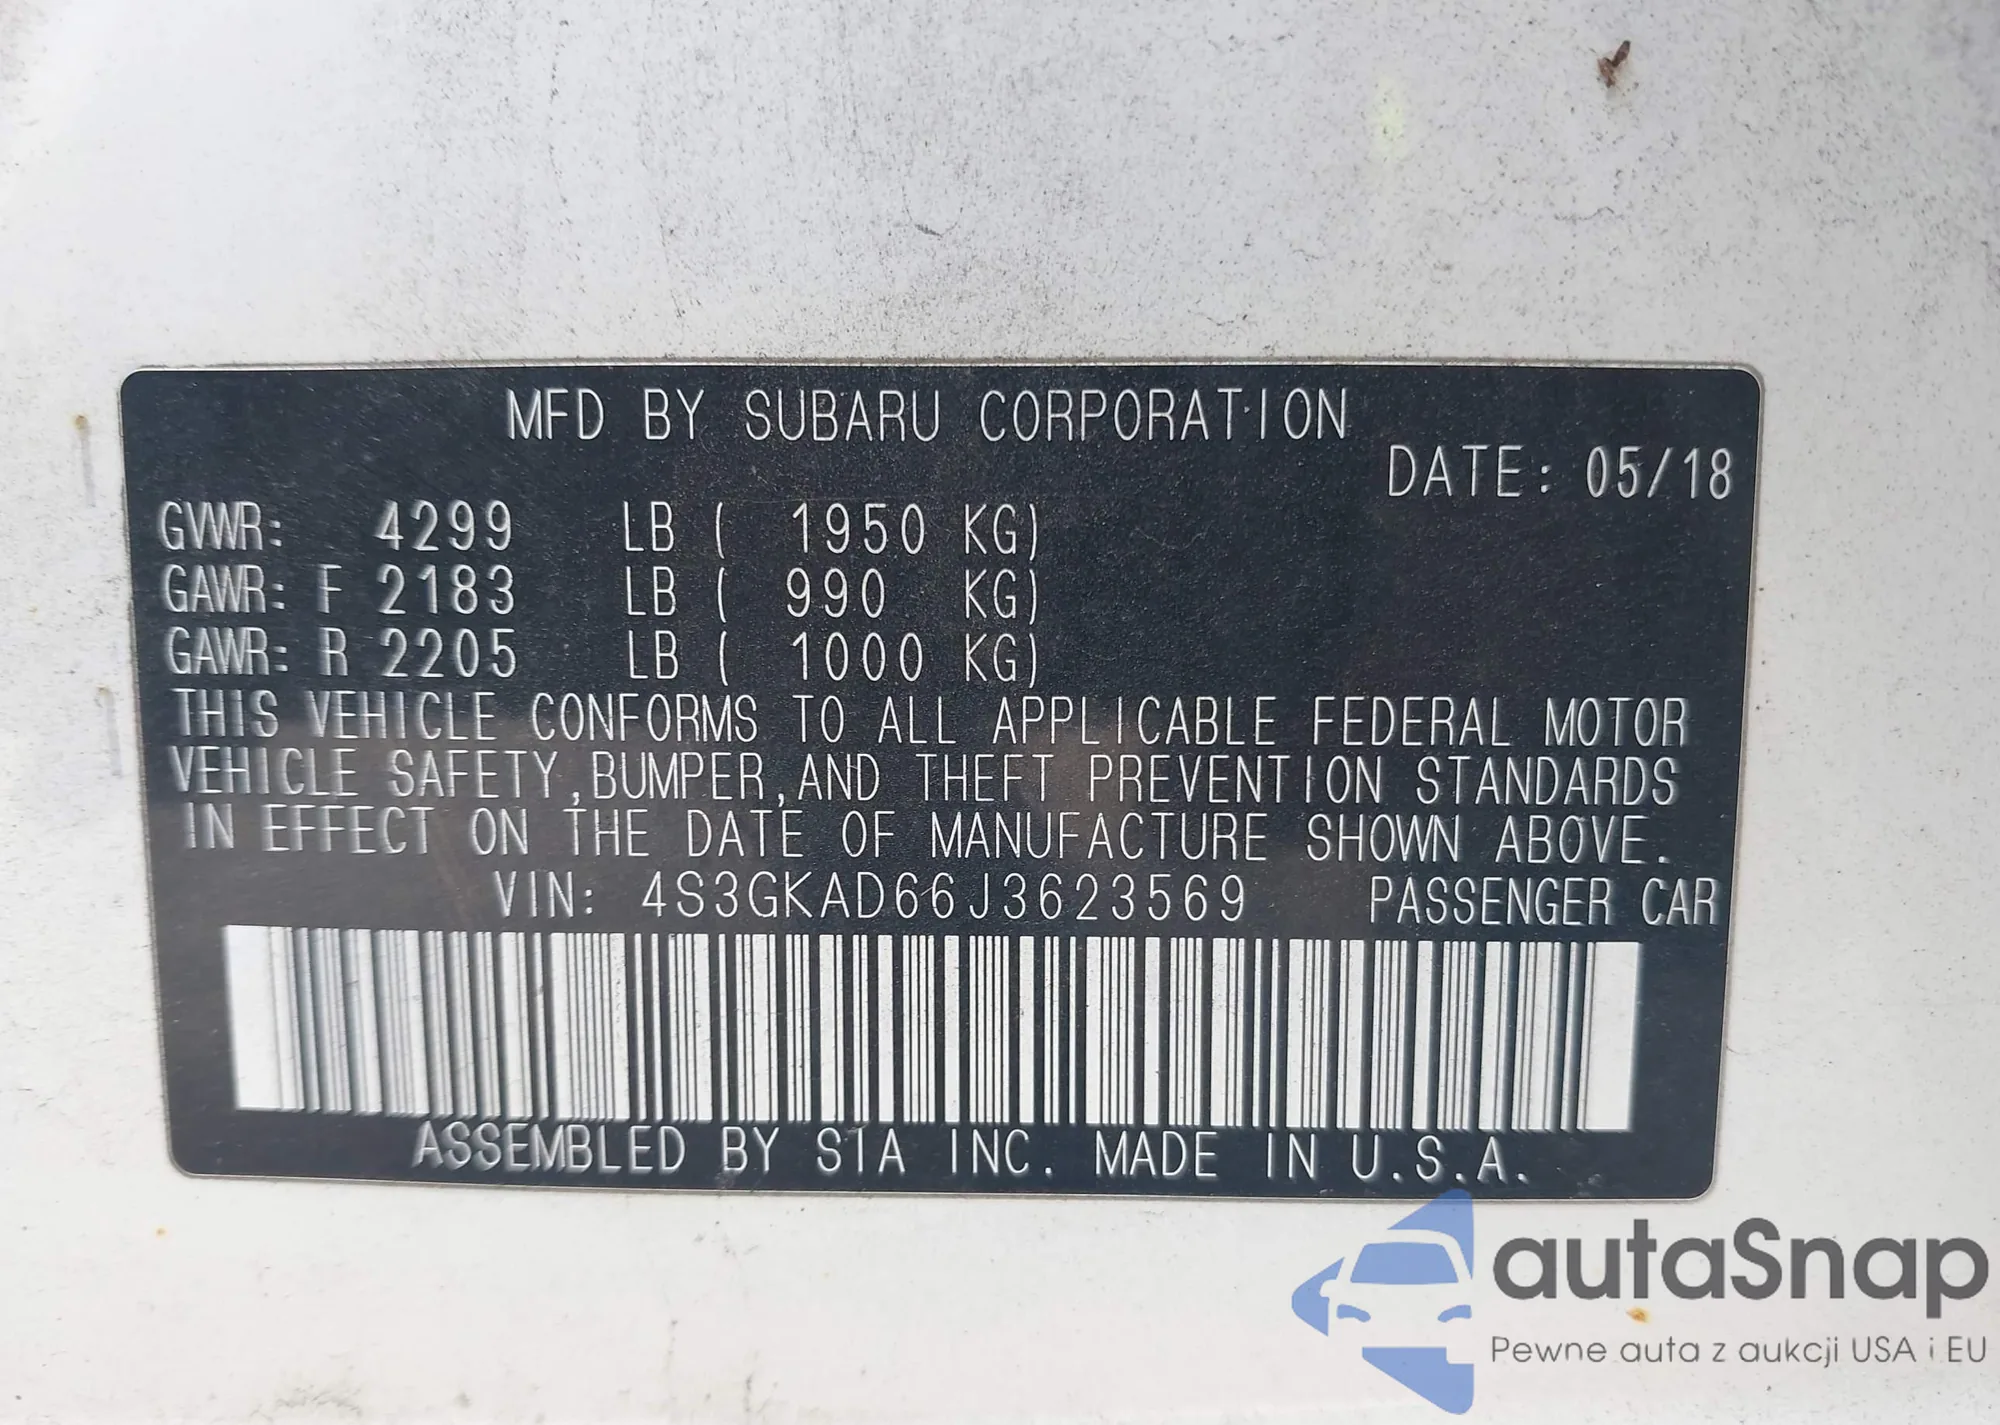 MFD BY SUBARU CORPORATION
DATE: 05/18
GVWR: 4299 LB ( 1950 KG)
GAWR: F 2183 LB ( 990 KG)
GAWR: R 2205 LB ( 1000 KG)
THIS VEHICLE CONFORMS TO ALL APPLICABLE FEDERAL MOTOR
VEHICLE SAFETY,BUMPER,AND THEFT PREVENTION STANDARDS
IN EFFECT ON THE DATE OF MANUFACTURE SHOWN ABOVE.
VIN: 4S3GKAD66J3623569 PASSENGER CAR
ASSEMBLED BY SIA INC. MADE IN U.S.A.
autaSnap
Pewne auta z aukcji USA i EU